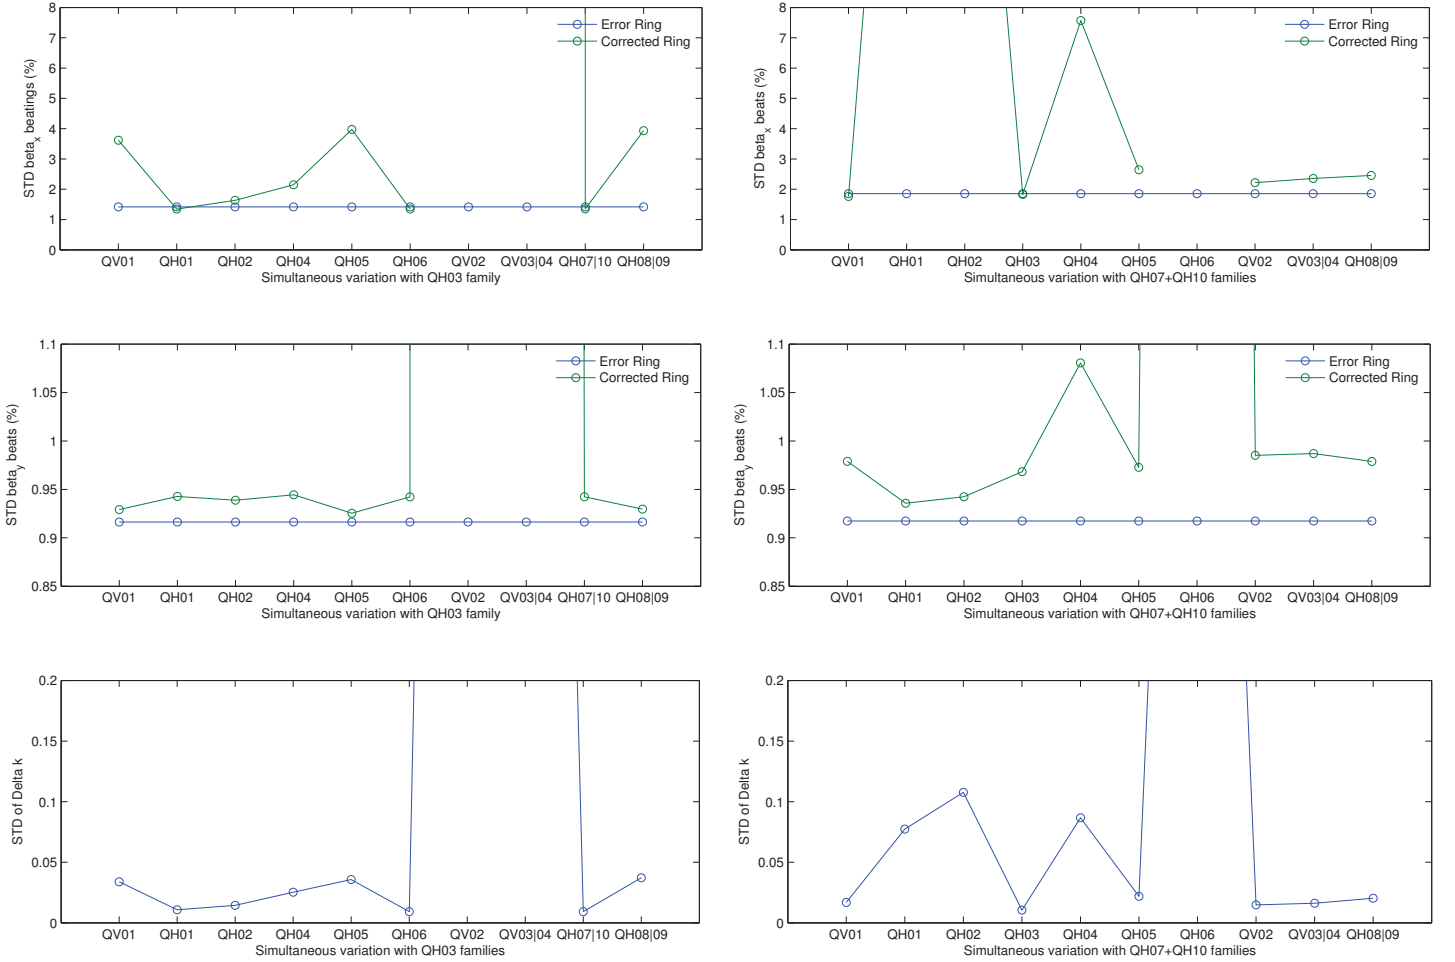 8
7
6
5
4
3
2
1
0
STD beta_x beatings (%)
Error Ring
Corrected Ring
QV01 QH01 QH02 QH04 QH05 QH06 QV02 QV03|04 QH07|10 QH08|09
Simultaneous variation with QH03 family
8
7
6
5
4
3
2
1
0
STD beta_x beats (%)
Error Ring
Corrected Ring
QV01 QH01 QH02 QH03 QH04 QH05 QH06 QV02 QV03|04 QH08|09
Simultaneous variation with QH07+QH10 families
1.1
1.05
1
0.95
0.9
0.85
STD beta_y beats (%)
Error Ring
Corrected Ring
QV01 QH01 QH02 QH04 QH05 QH06 QV02 QV03|04 QH07|10 QH08|09
Simultaneous variation with QH03 family
1.1
1.05
1
0.95
0.9
0.85
STD beta_y beats (%)
Error Ring
Corrected Ring
QV01 QH01 QH02 QH03 QH04 QH05 QH06 QV02 QV03|04 QH08|09
Simultaneous variation with QH07+QH10 families
0.2
0.15
0.1
0.05
0
STD of Delta k
QV01 QH01 QH02 QH04 QH05 QH06 QV02 QV03|04 QH07|10 QH08|09
Simultaneous variation with QH03 families
0.2
0.15
0.1
0.05
0
STD of Delta k
QV01 QH01 QH02 QH03 QH04 QH05 QH06 QV02 QV03|04 QH08|09
Simultaneous variation with QH07+QH10 families